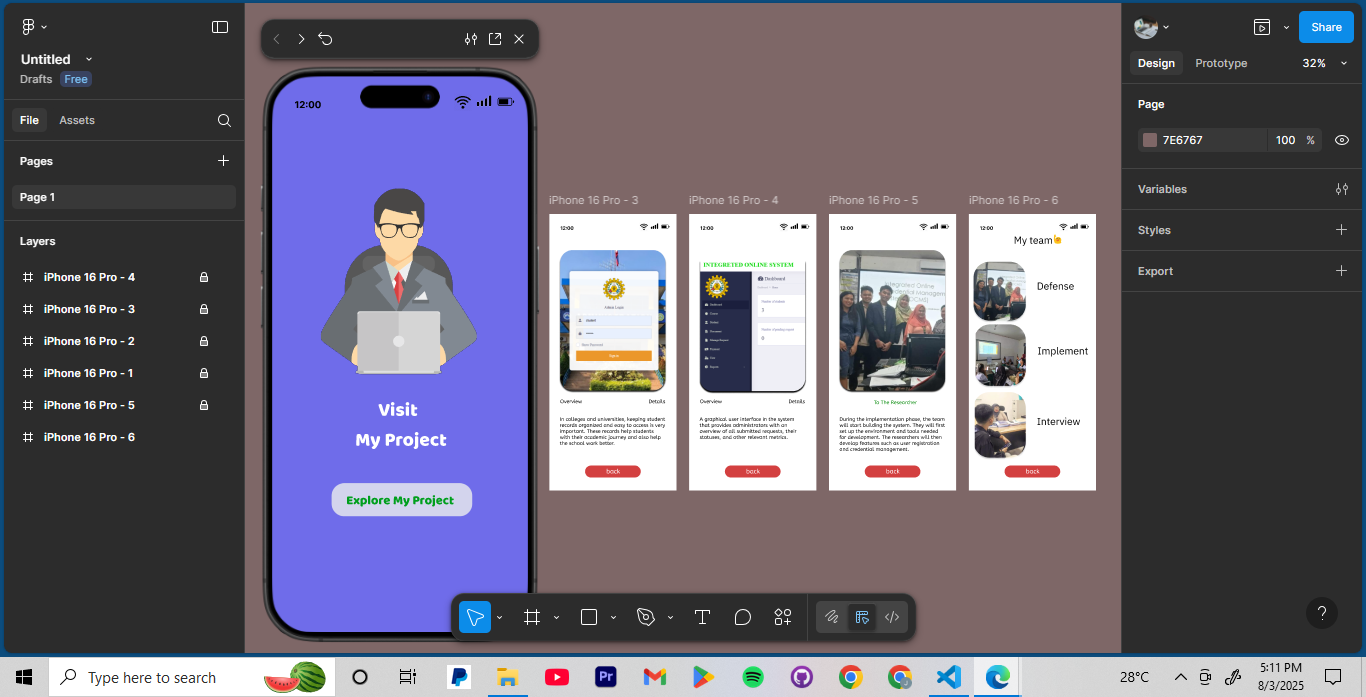 Untitled
Drafts Free
File Assets
Pages
Page 1
Layers
iPhone 16 Pro - 4
iPhone 16 Pro - 3
iPhone 16 Pro - 2
iPhone 16 Pro - 1
iPhone 16 Pro - 5
iPhone 16 Pro - 6
12:00
Visit
My Project
Explore My Project
iPhone 16 Pro - 3
12:00
Admin Login
student
Sign in
Overview Details
In colleges and universities, keeping student
records organized and easy to access is very
important. These records help students
with their academic journey and also help
the school work better.
back
iPhone 16 Pro - 4
12:00
INTEGRETED ONLINE SYSTEM
Dashboard
Overview Details
A graphical user interface in the system
that provides administrators with an
overview of all submitted requests, their
statuses, and other relevant metrics.
back
iPhone 16 Pro - 5
12:00
Integrated Online
To The Researcher
During the implementation phase, the team
will start building the system. They will first
set up the environment and tools needed
for development. The researchers will then
develop features such as user registration
and credential management.
back
iPhone 16 Pro - 6
12:00
My team
Defense
Implement
Interview
back
Share
Design Prototype 32%
Page
7E6767 100 %
Variables
Styles
Export
?
Type here to search
Pr
28°C
5:11 PM
8/3/2025